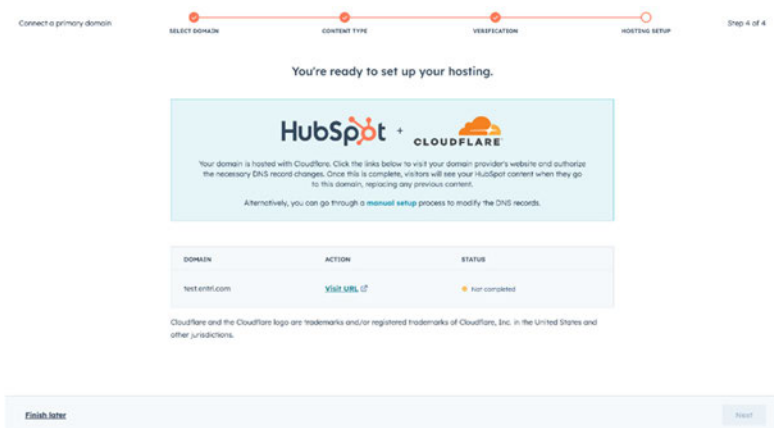 Connect a primary domain
SELECT DOMAIN
CONTENT TYPE
VERIFICATION
HOSTING SETUP
Step 4 of 4
You're ready to set up your hosting.
HubSpot + CLOUDFLARE
Your domain is hosted with Cloudflare. Click the links below to visit your domain provider's website and authorize
the necessary DNS record changes. Once this is complete, visitors will see your HubSpot content when they go
to this domain, replacing any previous content.
Alternatively, you can go through a manual setup process to modify the DNS records.
DOMAIN ACTION STATUS
test.entri.com Visit URL Not completed
Cloudflare and the Cloudflare logo are trademarks and/or registered trademarks of Cloudflare, Inc. in the United States and
other jurisdictions.
Finish later
Next